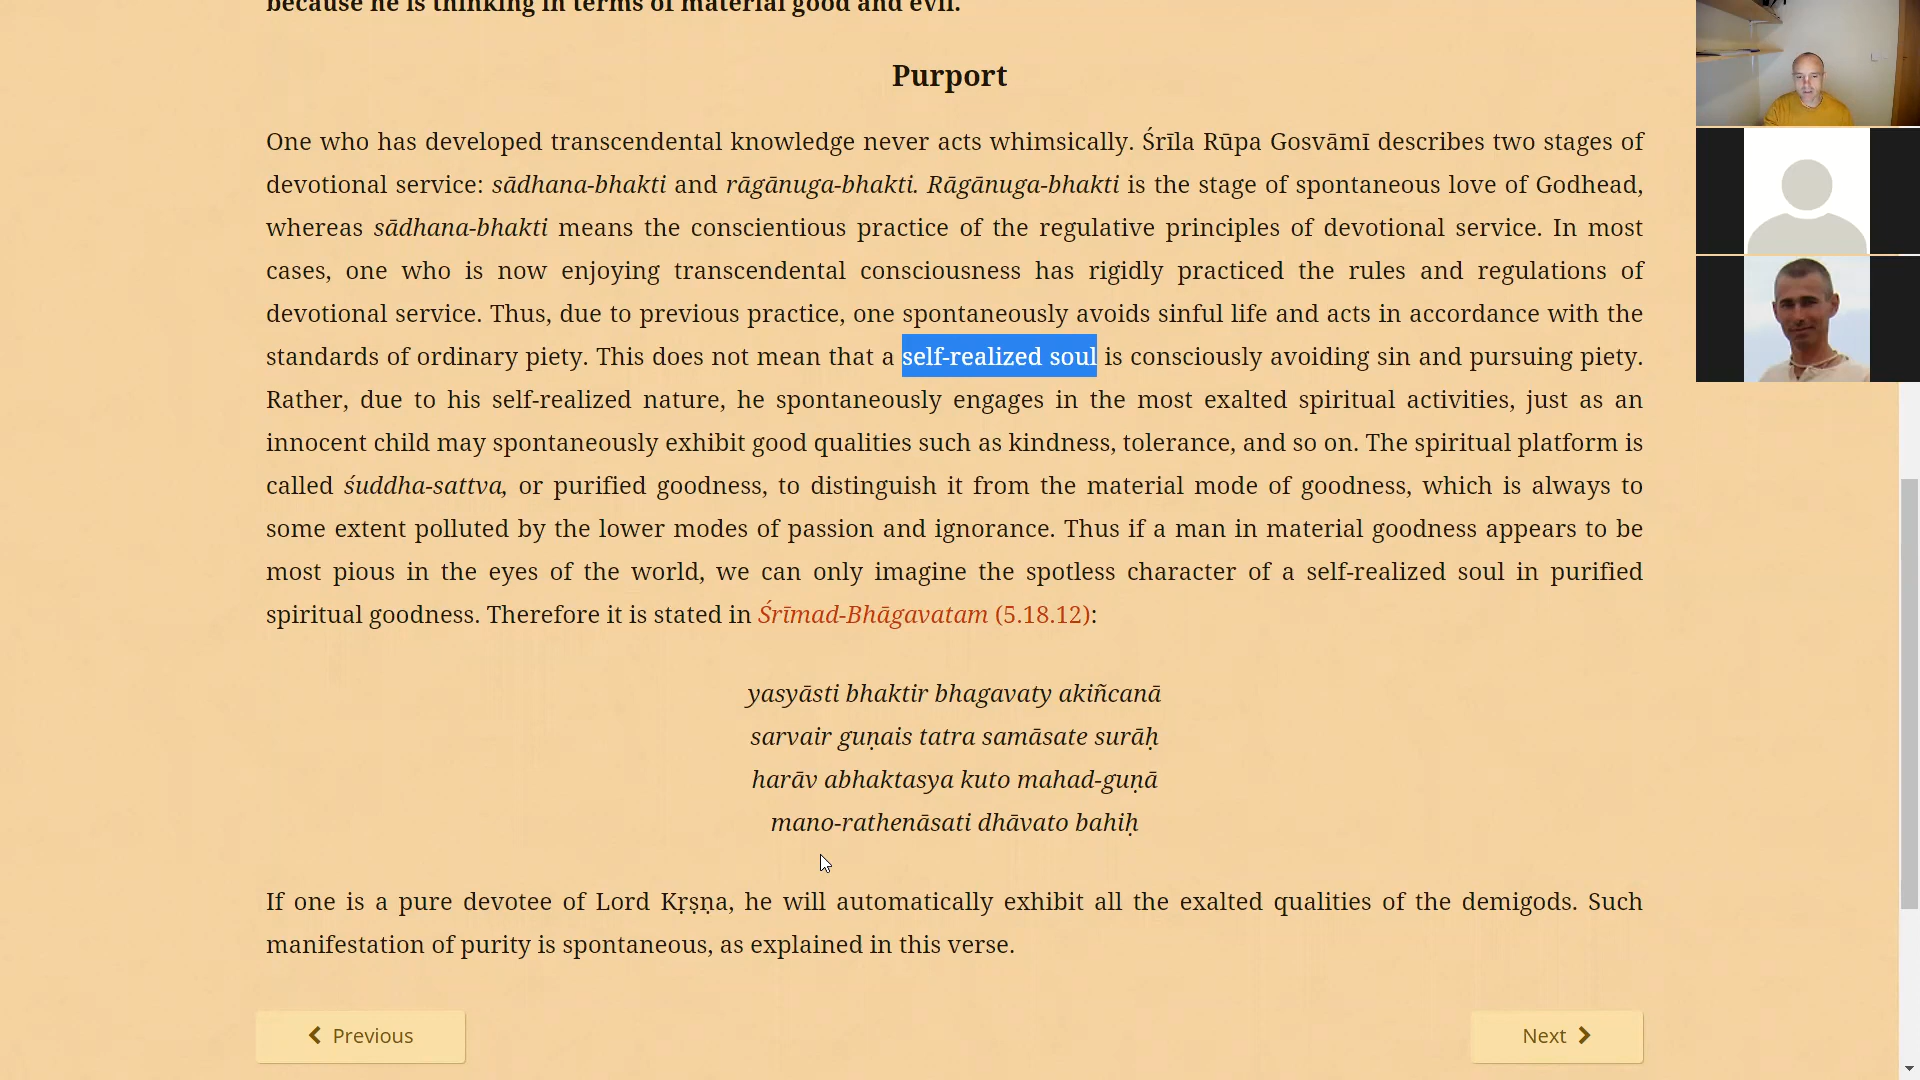 because he is thinking in terms of material good and evil.
Purport
One who has developed transcendental knowledge never acts whimsically. Śrīla Rūpa Gosvāmī describes two stages of
devotional service: sādhana-bhakti and rāgānuga-bhakti. Rāgānuga-bhakti is the stage of spontaneous love of Godhead,
whereas sādhana-bhakti means the conscientious practice of the regulative principles of devotional service. In most
cases, one who is now enjoying transcendental consciousness has rigidly practiced the rules and regulations of
devotional service. Thus, due to previous practice, one spontaneously avoids sinful life and acts in accordance with the
standards of ordinary piety. This does not mean that a self-realized soul is consciously avoiding sin and pursuing piety.
Rather, due to his self-realized nature, he spontaneously engages in the most exalted spiritual activities, just as an
innocent child may spontaneously exhibit good qualities such as kindness, tolerance, and so on. The spiritual platform is
called śuddha-sattva, or purified goodness, to distinguish it from the material mode of goodness, which is always to
some extent polluted by the lower modes of passion and ignorance. Thus if a man in material goodness appears to be
most pious in the eyes of the world, we can only imagine the spotless character of a self-realized soul in purified
spiritual goodness. Therefore it is stated in Śrīmad-Bhāgavatam (5.18.12):
yasyāsti bhaktir bhagavaty akiñcanā
sarvair guṇais tatra samāsate surāḥ
harāv abhaktasya kuto mahad-guṇā
mano-rathenāsati dhāvato bahiḥ
If one is a pure devotee of Lord Kṛṣṇa, he will automatically exhibit all the exalted qualities of the demigods. Such
manifestation of purity is spontaneous, as explained in this verse.
Previous
Next